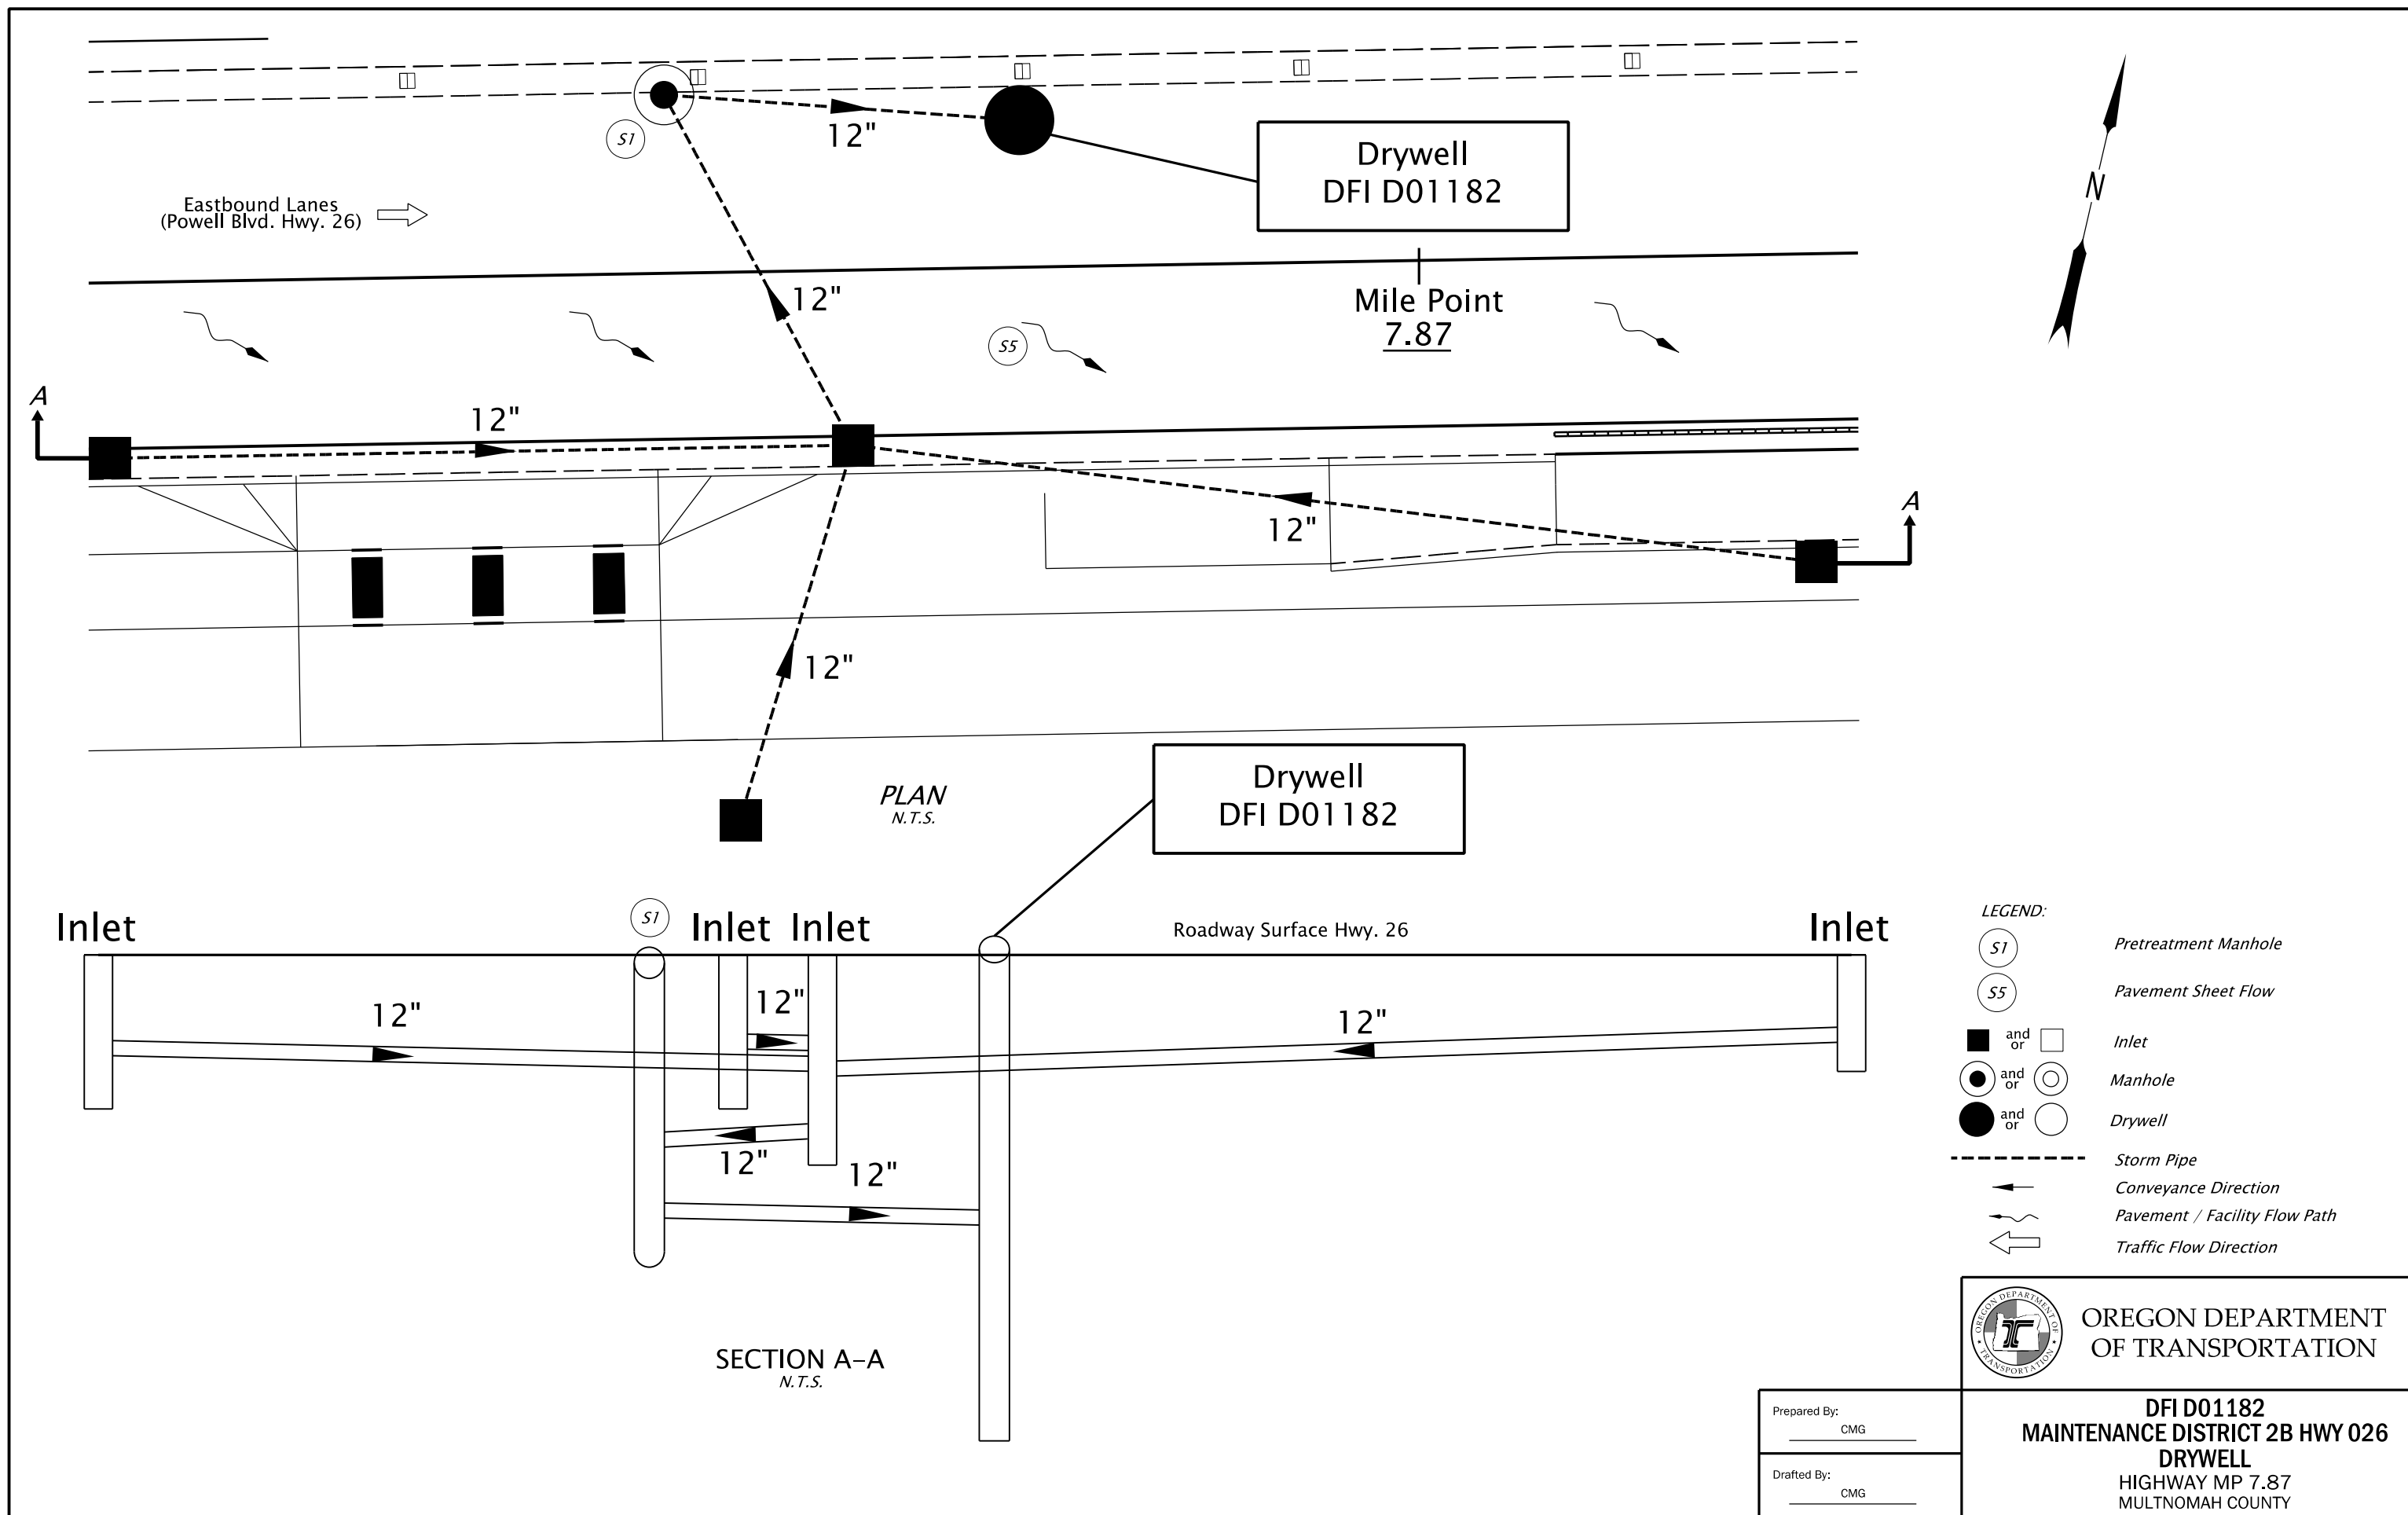 S1
12"
Drywell
DFI D01182
N
Eastbound Lanes
(Powell Blvd. Hwy. 26)
12"
Mile Point
7.87
S5
A
12"
A
12"
12"
PLAN
N.T.S.
Drywell
DFI D01182
Inlet
S1
Inlet
Inlet
Roadway Surface Hwy. 26
Inlet
12"
12"
12"
12"
12"
SECTION A-A
N.T.S.
LEGEND:
S1 Pretreatment Manhole
S5 Pavement Sheet Flow
and or Inlet
and or Manhole
and or Drywell
Storm Pipe
Conveyance Direction
Pavement / Facility Flow Path
Traffic Flow Direction
OREGON DEPARTMENT OF TRANSPORTATION
OREGON DEPARTMENT
OF TRANSPORTATION
Prepared By:
CMG
Drafted By:
CMG
DFI D01182
MAINTENANCE DISTRICT 2B HWY 026
DRYWELL
HIGHWAY MP 7.87
MULTNOMAH COUNTY